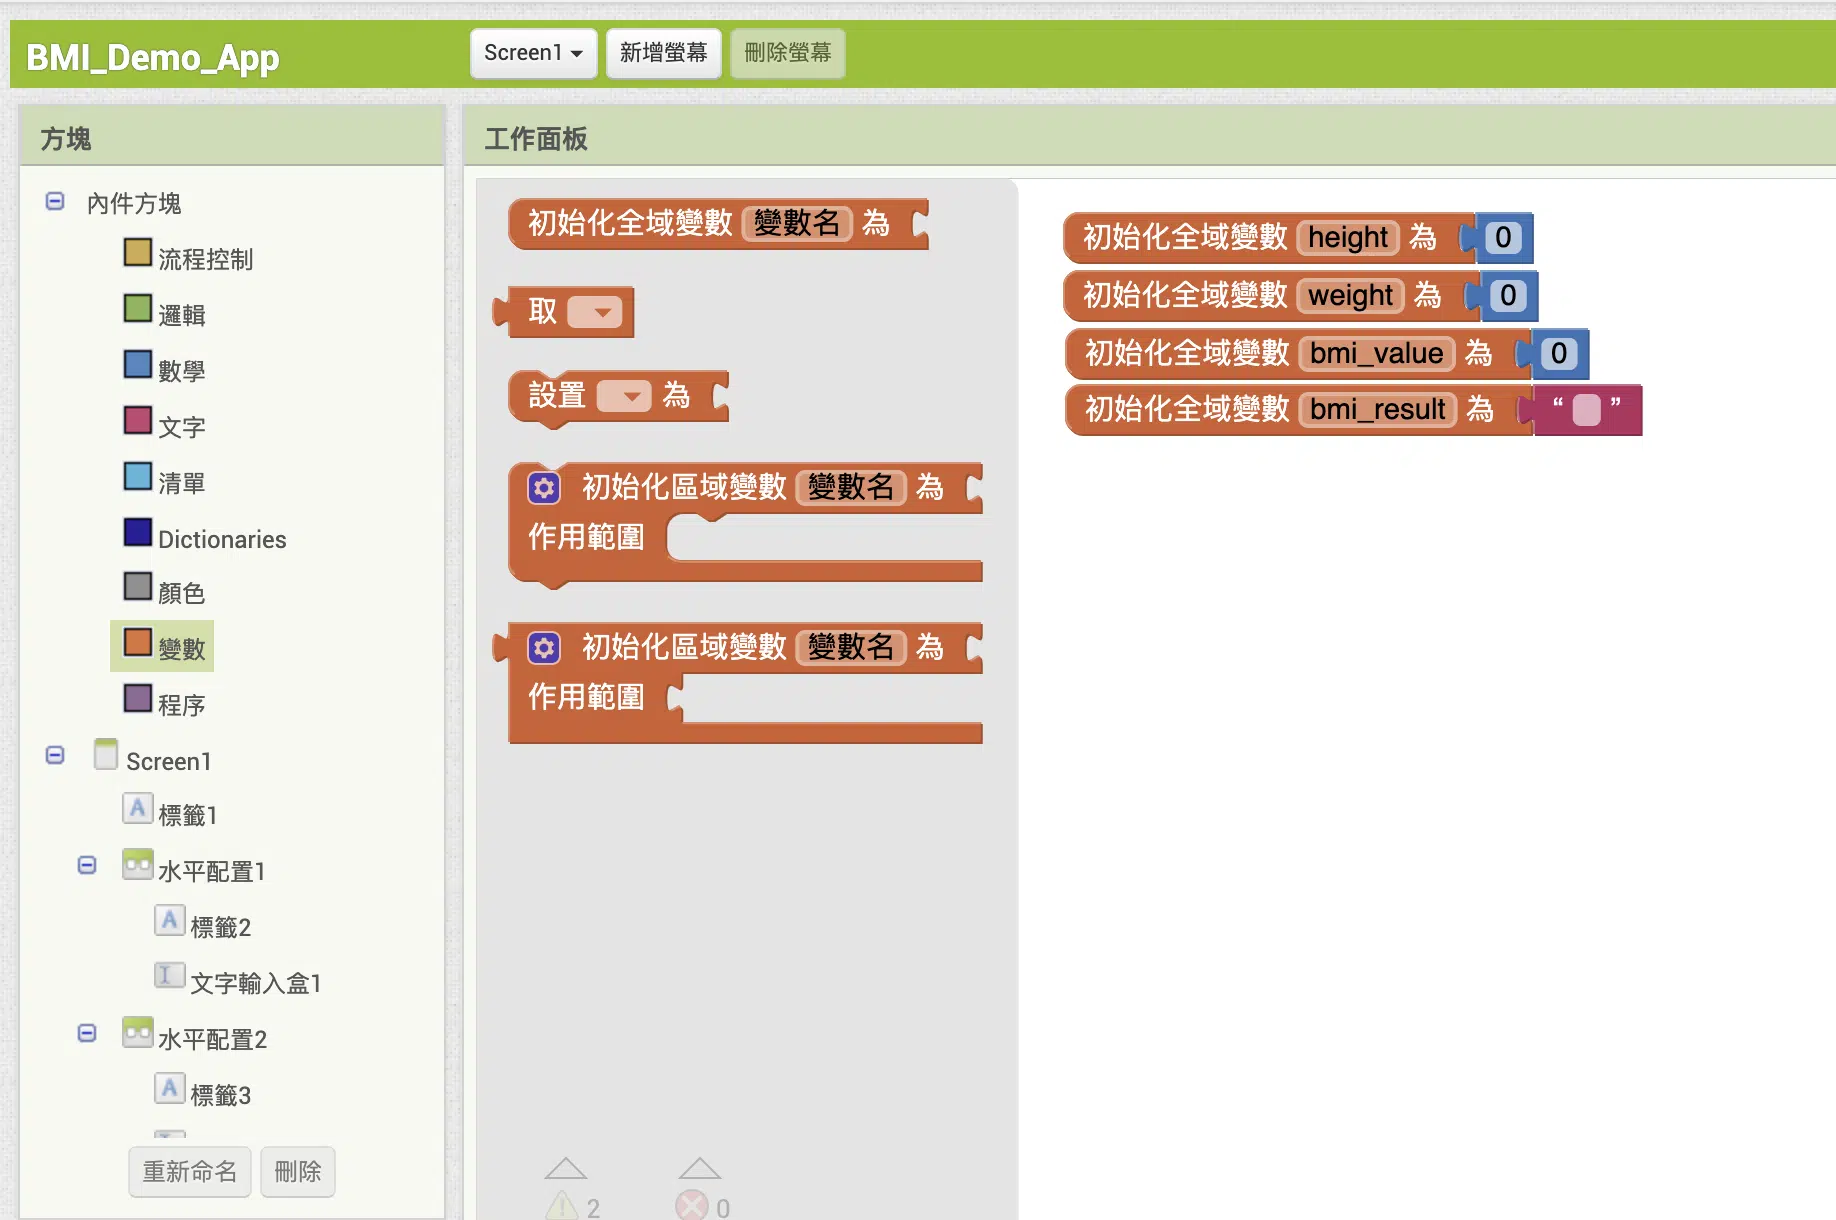 BMI_Demo_App
Screen1
新增螢幕
刪除螢幕
方塊
內件方塊
流程控制
邏輯
數學
文字
清單
Dictionaries
顏色
變數
程序
Screen1
標籤1
水平配置1
標籤2
文字輸入盒1
水平配置2
標籤3
重新命名
刪除
工作面板
初始化全域變數 變數名 為
取
設置 為
初始化區域變數 變數名 為
作用範圍
初始化區域變數 變數名 為
作用範圍
2
0
初始化全域變數 height 為 0
初始化全域變數 weight 為 0
初始化全域變數 bmi_value 為 0
初始化全域變數 bmi_result 為 “ ”